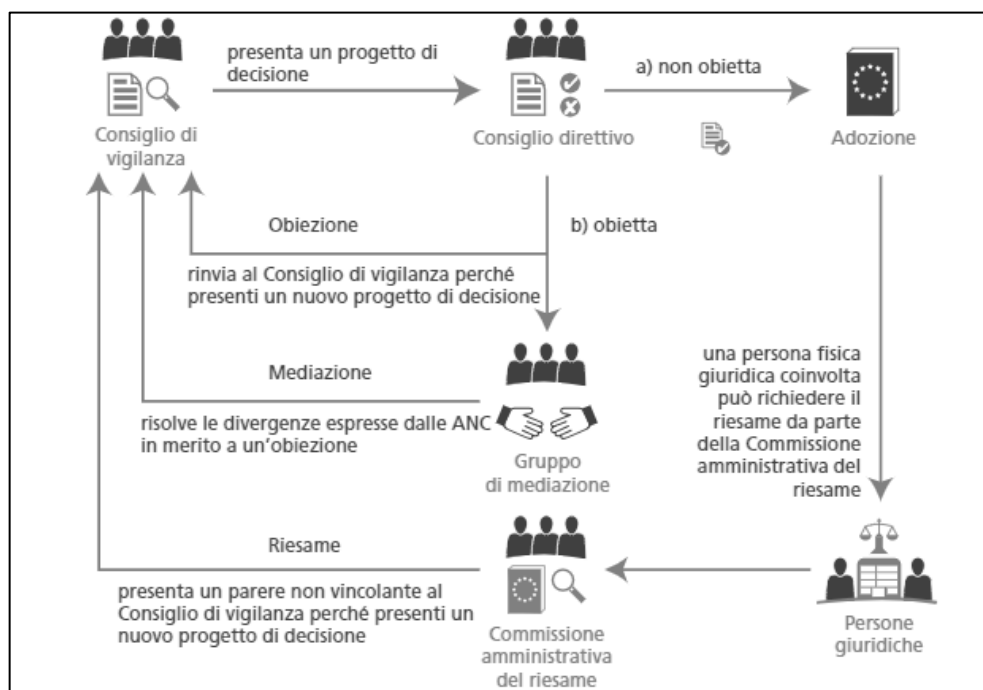 presenta un progetto di
decisione
Consiglio di
vigilanza
Consiglio direttivo
a) non obietta
Adozione
Obiezione
b) obietta
rinvia al Consiglio di vigilanza perché
presenti un nuovo progetto di decisione
Mediazione
risolve le divergenze espresse dalle ANC
in merito a un'obiezione
Gruppo
di mediazione
una persona fisica
giuridica coinvolta
può richiedere il
riesame da parte
della Commissione
amministrativa del
riesame
Riesame
presenta un parere non vincolante al
Consiglio di vigilanza perché presenti un
nuovo progetto di decisione
Commissione
amministrativa
del riesame
Persone
giuridiche